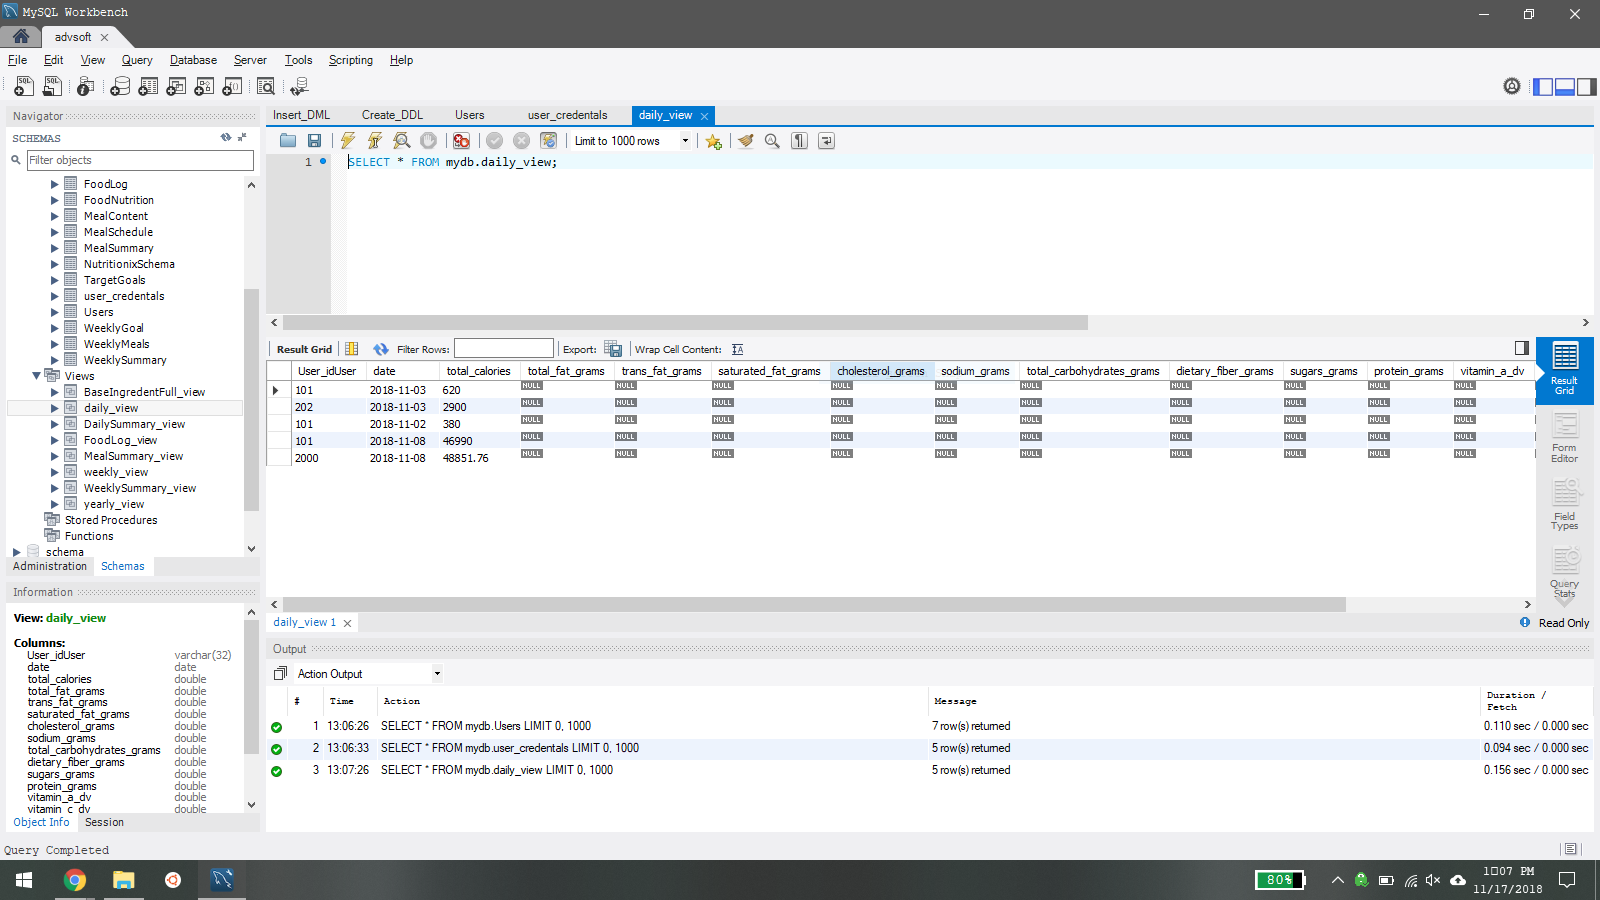 MySQL Workbench
advsoft
File Edit View Query Database Server Tools Scripting Help
Navigator
SCHEMAS
Filter objects
FoodLog
FoodNutrition
MealContent
MealSchedule
MealSummary
NutritionixSchema
TargetGoals
user_credentals
Users
WeeklyGoal
WeeklyMeals
WeeklySummary
Views
BaseIngredentFull_view
daily_view
DailySummary_view
FoodLog_view
MealSummary_view
weekly_view
WeeklySummary_view
yearly_view
Stored Procedures
Functions
schema
Administration Schemas
Information
View: daily_view
Columns:
User_idUser varchar(32)
date date
total_calories double
total_fat_grams double
trans_fat_grams double
saturated_fat_grams double
cholesterol_grams double
sodium_grams double
total_carbohydrates_grams double
dietary_fiber_grams double
sugars_grams double
protein_grams double
vitamin_a_dv double
vitamin_c_dv double
Object Info Session
Insert_DML Create_DDL Users user_credentals daily_view
Limit to 1000 rows
1 SELECT * FROM mydb.daily_view;
Result Grid Filter Rows: Export: Wrap Cell Content:
User_idUser date total_calories total_fat_grams trans_fat_grams saturated_fat_grams cholesterol_grams sodium_grams total_carbohydrates_grams dietary_fiber_grams sugars_grams protein_grams vitamin_a_dv
101 2018-11-03 620 NULL NULL NULL NULL NULL NULL NULL NULL NULL NULL
202 2018-11-03 2900 NULL NULL NULL NULL NULL NULL NULL NULL NULL NULL
101 2018-11-02 380 NULL NULL NULL NULL NULL NULL NULL NULL NULL NULL
101 2018-11-08 46990 NULL NULL NULL NULL NULL NULL NULL NULL NULL NULL
2000 2018-11-08 48851.76 NULL NULL NULL NULL NULL NULL NULL NULL NULL NULL
Result
Grid
Form
Editor
Field
Types
Query
Stats
daily_view 1
Read Only
Output
Action Output
# Time Action Message Duration / Fetch
1 13:06:26 SELECT * FROM mydb.Users LIMIT 0, 1000 7 row(s) returned 0.110 sec / 0.000 sec
2 13:06:33 SELECT * FROM mydb.user_credentals LIMIT 0, 1000 5 row(s) returned 0.094 sec / 0.000 sec
3 13:07:26 SELECT * FROM mydb.daily_view LIMIT 0, 1000 5 row(s) returned 0.156 sec / 0.000 sec
Query Completed
80%
1□07 PM
11/17/2018